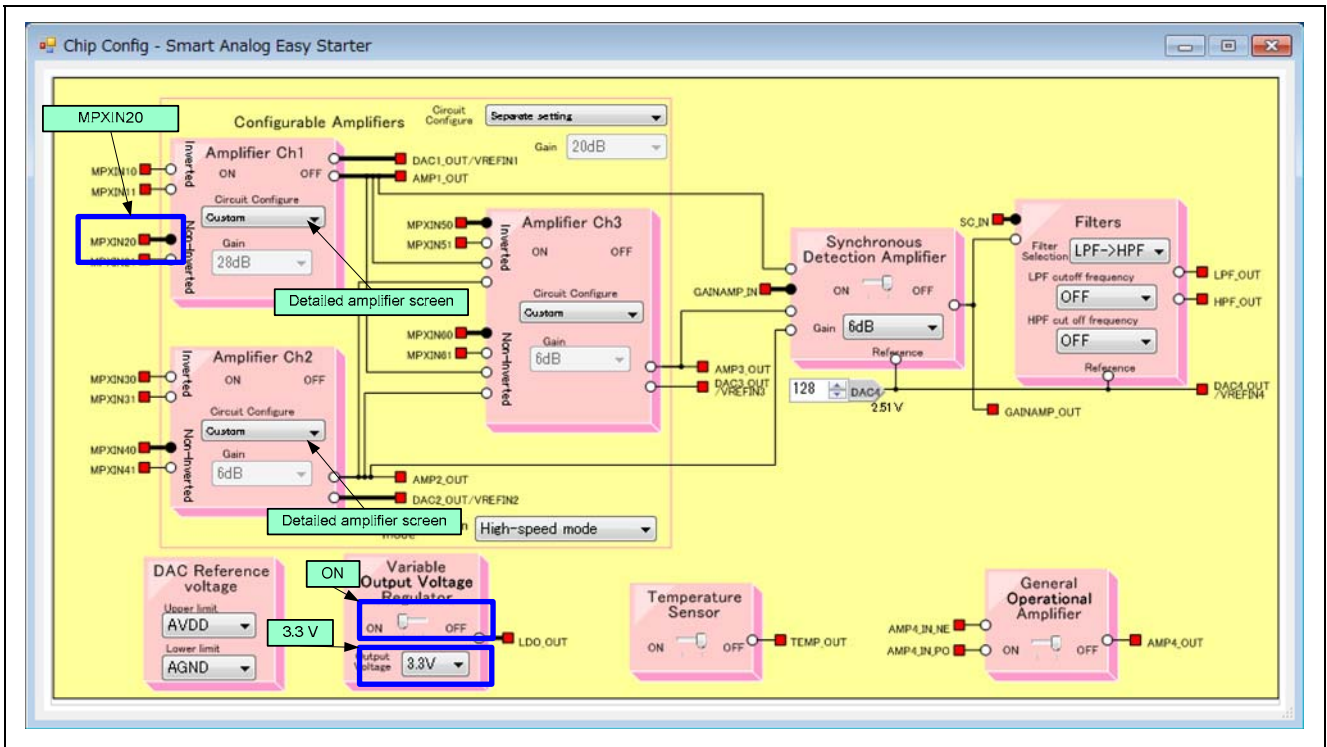 Chip Config - Smart Analog Easy Starter
MPXIN20
Configurable Amplifiers
Circuit
Configure
Separate setting
Gain
20dB
Amplifier Ch1
Inverted
ON
OFF
Circuit Configure
Custom
Gain
28dB
Non-Inverted
MPXIN10
MPXIN11
MPXIN20
DAC1_OUT/VREFIN1
AMP1_OUT
Detailed amplifier screen
MPXIN50
MPXIN51
MPXIN60
MPXIN61
Amplifier Ch3
Inverted
ON
OFF
Circuit Configure
Custom
Gain
6dB
Non-Inverted
AMP3_OUT
DAC3_OUT
/VREFIN3
Amplifier Ch2
Inverted
ON
OFF
Circuit Configure
Custom
Gain
6dB
Non-Inverted
MPXIN30
MPXIN31
MPXIN40
MPXIN41
AMP2_OUT
DAC2_OUT/VREFIN2
Detailed amplifier screen
mode
High-speed mode
GAINAMP_IN
Synchronous
Detection Amplifier
ON
OFF
Gain
6dB
Reference
128
DAC4
2.51 V
GAINAMP_OUT
SC_IN
Filters
Filter
Selection
LPF->HPF
LPF cutoff frequency
OFF
HPF cut off frequency
OFF
Reference
LPF_OUT
HPF_OUT
DAC4_OUT
/VREFIN4
DAC Reference
voltage
Upper limit
AVDD
Lower limit
AGND
ON
3.3 V
Variable
Output Voltage
Regulator
ON
OFF
Output
Voltage
3.3V
LDO_OUT
Temperature
Sensor
ON
OFF
TEMP_OUT
General
Operational
Amplifier
AMP4_IN_NE
AMP4_IN_PO
ON
OFF
AMP4_OUT